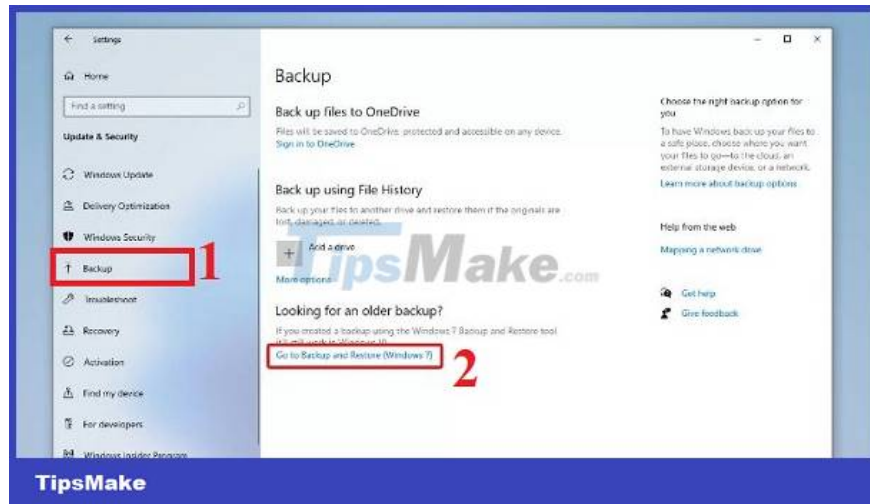 Settings
Home
Find a setting
Update & Security
Windows Update
Delivery Optimization
Windows Security
Backup
1
Troubleshoot
Recovery
Activation
Find my device
For developers
Windows Insider Program
Backup
Back up files to OneDrive
Files will be saved to OneDrive, protected and accessible on any device.
Sign in to OneDrive
Back up using File History
Back up your files to another drive and restore them if the originals are
lost, damaged, or deleted.
Add a drive
More options
Looking for an older backup?
If you created a backup using the Windows 7 Backup and Restore tool
it'll still work in Windows 10.
Go to Backup and Restore (Windows 7)
2
Choose the right backup option for
you
To have Windows back up your files to
a safe place, choose where you want
your files to go—to the cloud, an
external storage device, or a network.
Learn more about backup options
Help from the web
Mapping a network drive
Get help
Give feedback
TipsMake.com
TipsMake